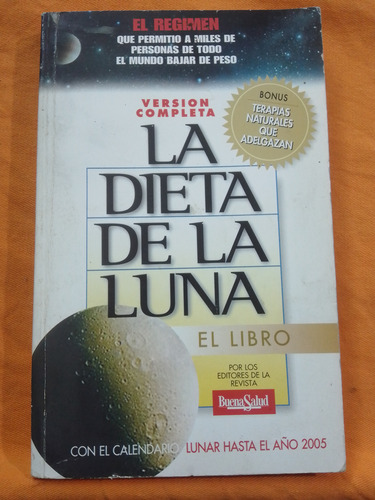 EL REGIMEN
QUE PERMITIO A MILES DE
PERSONAS DE TODO
EL MUNDO BAJAR DE PESO
VERSION
COMPLETA
BONUS
TERAPIAS
NATURALES
QUE
ADELGAZAN
LA
DIETA
DE LA
LUNA
EL LIBRO
POR LOS
EDITORES DE LA
REVISTA
BuenaSalud
CON EL CALENDARIO LUNAR HASTA EL AÑO 2005